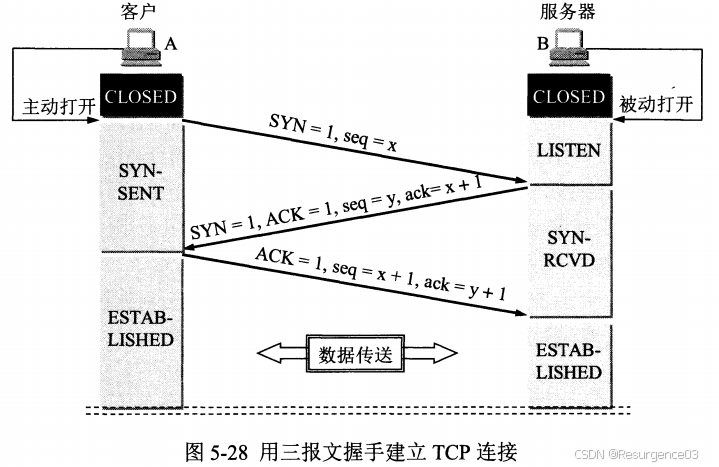 客户
服务器
A
B
CLOSED
CLOSED
主动打开
被动打开
SYN = 1, seq = x
LISTEN
SYN-
SENT
SYN = 1, ACK = 1, seq = y, ack= x + 1
SYN-
RCVD
ACK = 1, seq = x + 1, ack = y + 1
ESTAB-
LISHED
数据传送
ESTAB-
LISHED
图 5-28 用三报文握手建立 TCP 连接
CSDN @Resurgence03